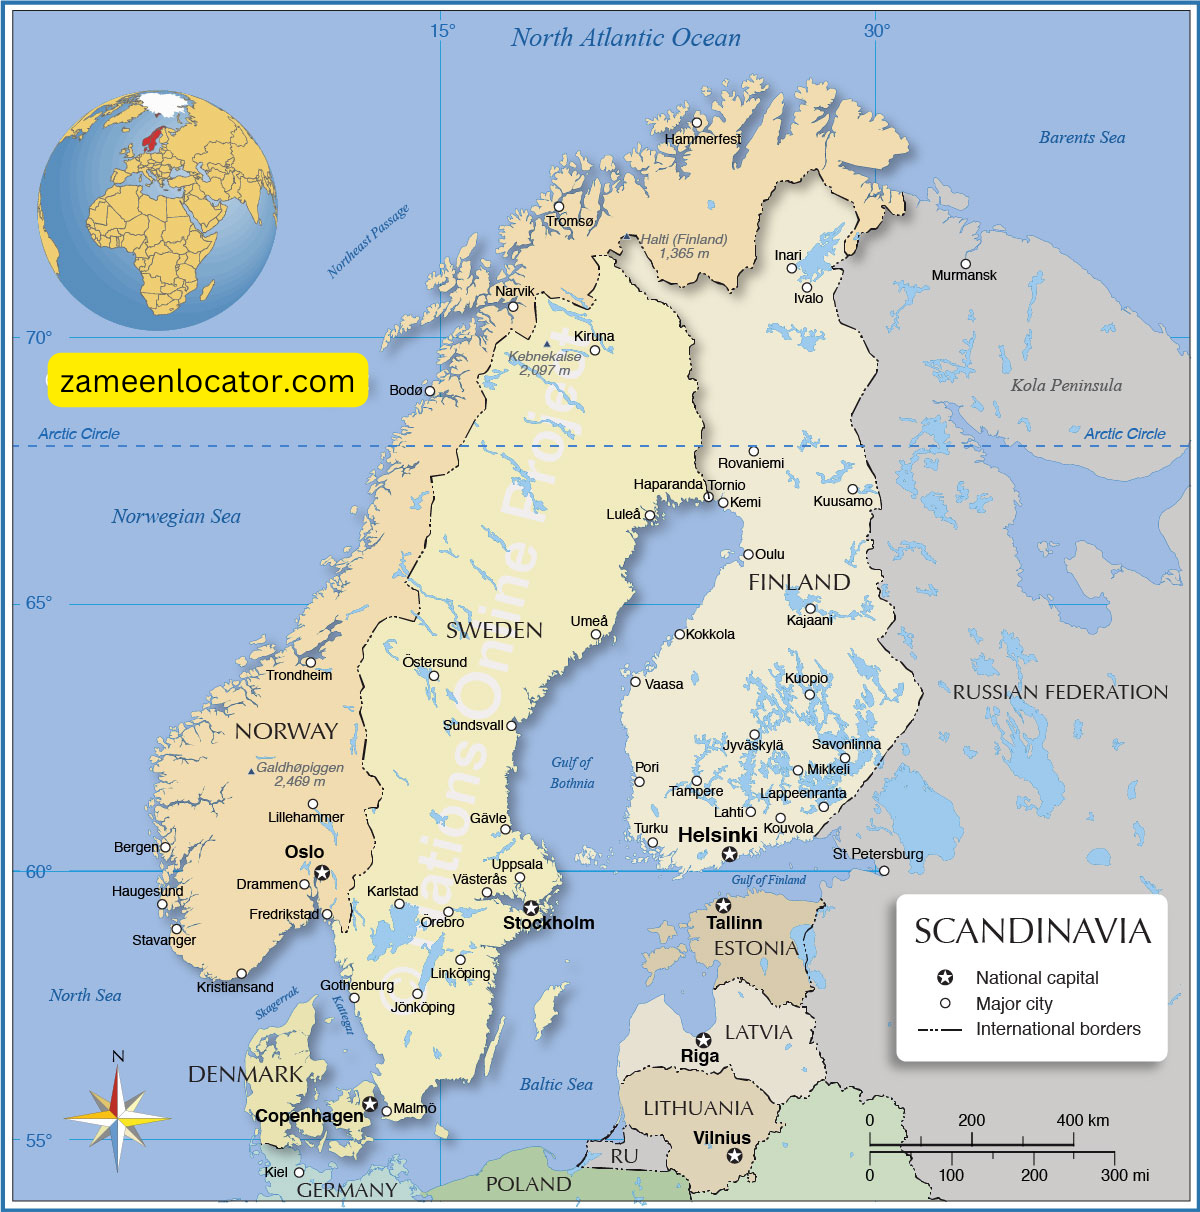 15°
30°
North Atlantic Ocean
Barents Sea
Hammerfest
Tromsø
Northeast Passage
Halti (Finland)
1,365 m
Inari
Ivalo
Murmansk
Narvik
70°
Kiruna
Kebnekaise
2,097 m
zameenlocator.com
Bodø
Kola Peninsula
Arctic Circle
Arctic Circle
Rovaniemi
Haparanda
Tornio
Kemi
Kuusamo
Luleå
Norwegian Sea
Oulu
FINLAND
65°
Kajaani
Umeå
SWEDEN
Kokkola
Östersund
Trondheim
Vaasa
Kuopio
RUSSIAN FEDERATION
Sundsvall
NORWAY
Jyväskylä
Savonlinna
Galdhøpiggen
2,469 m
Gulf of
Bothnia
Pori
Mikkeli
Tampere
Lappeenranta
Lillehammer
Lahti
Gävle
Turku
Kouvola
Helsinki
Bergen
Oslo
St Petersburg
60°
Uppsala
Västerås
Gulf of Finland
Drammen
Haugesund
Karlstad
Fredrikstad
Örebro
Stockholm
Tallinn
Stavanger
ESTONIA
SCANDINAVIA
National capital
Major city
International borders
Linköping
Kristiansand
Gothenburg
Jönköping
North Sea
Skagerrak
Kattegat
LATVIA
Riga
N
DENMARK
Baltic Sea
Copenhagen
Malmö
LITHUANIA
Vilnius
55°
RU
Kiel
GERMANY
POLAND
0 200 400 km
0 100 200 300 mi
© Nations Online Project